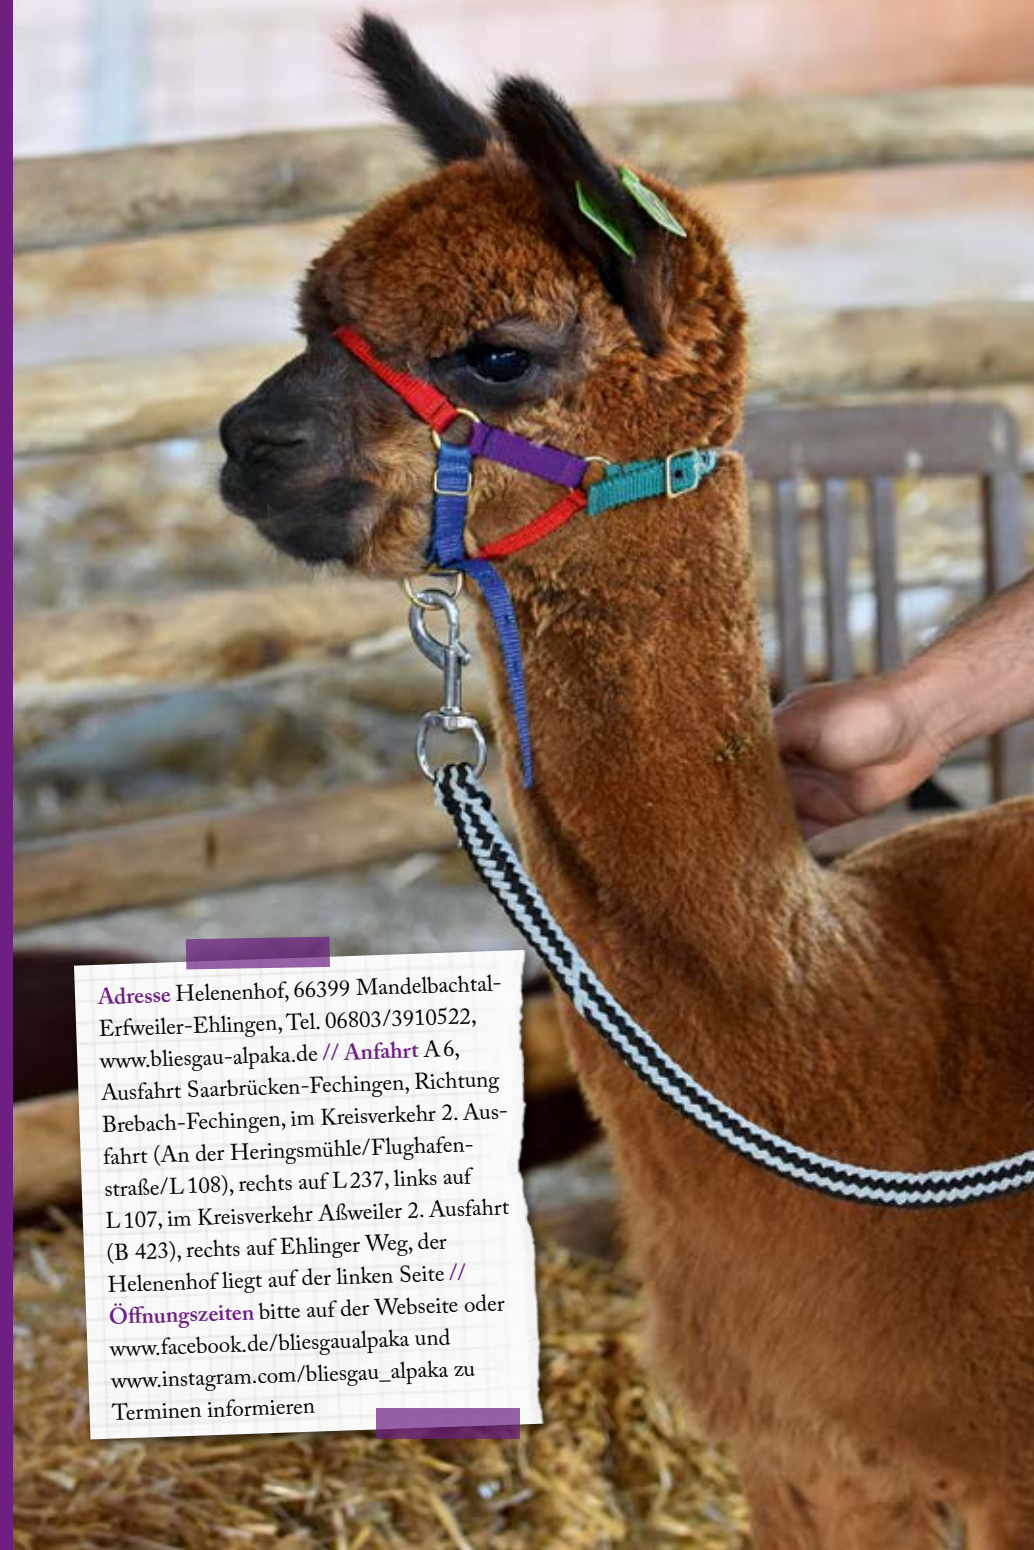 Adresse Helenenhof, 66399 Mandelbachtal-
Erfweiler-Ehlingen, Tel. 06803/3910522,
www.bliesgau-alpaka.de // Anfahrt A 6,
Ausfahrt Saarbrücken-Fechingen, Richtung
Brebach-Fechingen, im Kreisverkehr 2. Aus-
fahrt (An der Heringsmühle/Flughafen-
straße/L 108), rechts auf L 237, links auf
L 107, im Kreisverkehr Aßweiler 2. Ausfahrt
(B 423), rechts auf Ehlinger Weg, der
Helenenhof liegt auf der linken Seite //
Öffnungszeiten bitte auf der Webseite oder
www.facebook.de/bliesgaualpaka und
www.instagram.com/bliesgau_alpaka zu
Terminen informieren